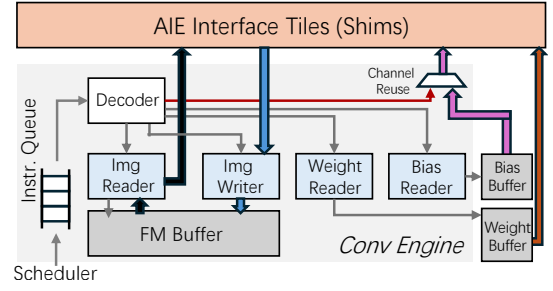 AIE Interface Tiles (Shims)
Channel
Reuse
Decoder
Instr. Queue
Img
Reader
Img
Writer
Weight
Reader
Bias
Reader
Bias
Buffer
FM Buffer
Weight
Buffer
Conv Engine
Scheduler